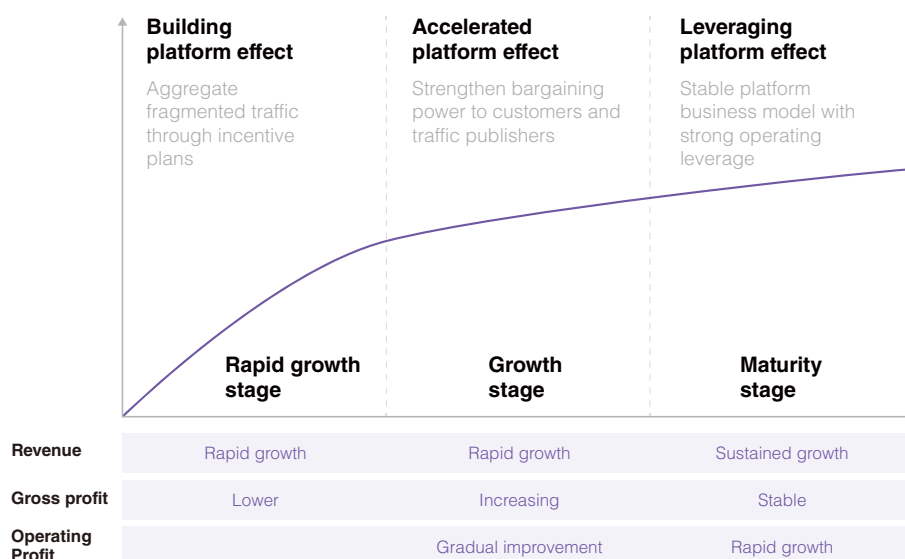 Building
platform effect
Aggregate
fragmented traffic
through incentive
plans
Accelerated
platform effect
Strengthen bargaining
power to customers and
traffic publishers
Leveraging
platform effect
Stable platform
business model with
strong operating
leverage
Rapid growth
stage
Growth
stage
Maturity
stage
Revenue
Rapid growth
Rapid growth
Sustained growth
Gross profit
Lower
Increasing
Stable
Operating
Profit
Gradual improvement
Rapid growth